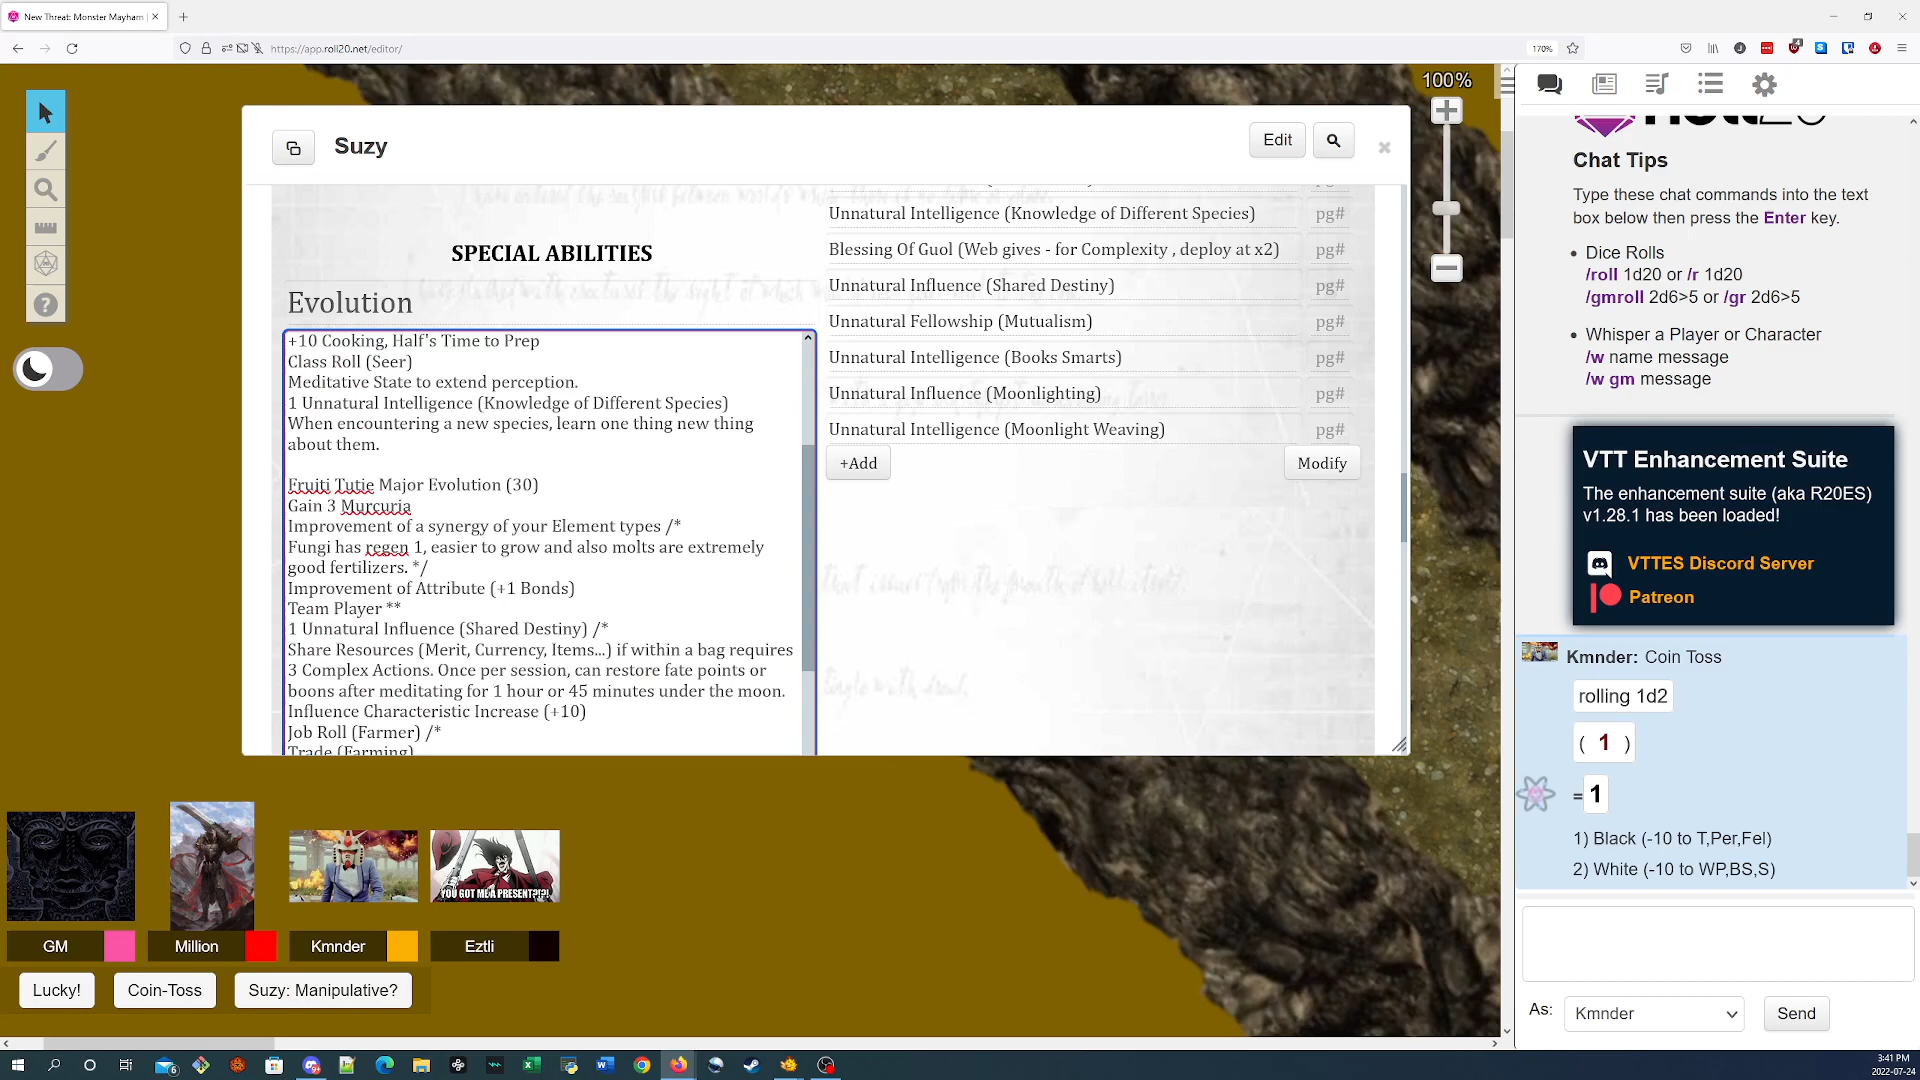 New Threat: Monster Mayham
https://app.roll20.net/editor/
170%
4
100%
Suzy
Edit
SPECIAL ABILITIES
Evolution
+10 Cooking, Half's Time to Prep
Class Roll (Seer)
Meditative State to extend perception.
1 Unnatural Intelligence (Knowledge of Different Species)
When encountering a new species, learn one thing new thing
about them.
Fruiti Tutie Major Evolution (30)
Gain 3 Murcuria
Improvement of a synergy of your Element types /*
Fungi has regen 1, easier to grow and also molts are extremely
good fertilizers. */
Improvement of Attribute (+1 Bonds)
Team Player **
1 Unnatural Influence (Shared Destiny) /*
Share Resources (Merit, Currency, Items...) if within a bag requires
3 Complex Actions. Once per session, can restore fate points or
boons after meditating for 1 hour or 45 minutes under the moon.
Influence Characteristic Increase (+10)
Job Roll (Farmer) /*
Trade (Farming)
Unnatural Intelligence (Knowledge of Different Species) pg#
Blessing Of Guol (Web gives - for Complexity , deploy at x2) pg#
Unnatural Influence (Shared Destiny) pg#
Unnatural Fellowship (Mutualism) pg#
Unnatural Intelligence (Books Smarts) pg#
Unnatural Influence (Moonlighting) pg#
Unnatural Intelligence (Moonlight Weaving) pg#
+Add
Modify
YOU GOT ME A PRESENT?!?!
GM
Million
Kmnder
Eztli
Lucky!
Coin-Toss
Suzy: Manipulative?
Chat Tips
Type these chat commands into the text
box below then press the Enter key.
Dice Rolls
/roll 1d20 or /r 1d20
/gmroll 2d6>5 or /gr 2d6>5
Whisper a Player or Character
/w name message
/w gm message
VTT Enhancement Suite
The enhancement suite (aka R20ES)
v1.28.1 has been loaded!
VTTES Discord Server
Patreon
Kmnder: Coin Toss
rolling 1d2
( 1 )
=1
1) Black (-10 to T,Per,Fel)
2) White (-10 to WP,BS,S)
As:
Kmnder
Send
6
3:41 PM
2022-07-24